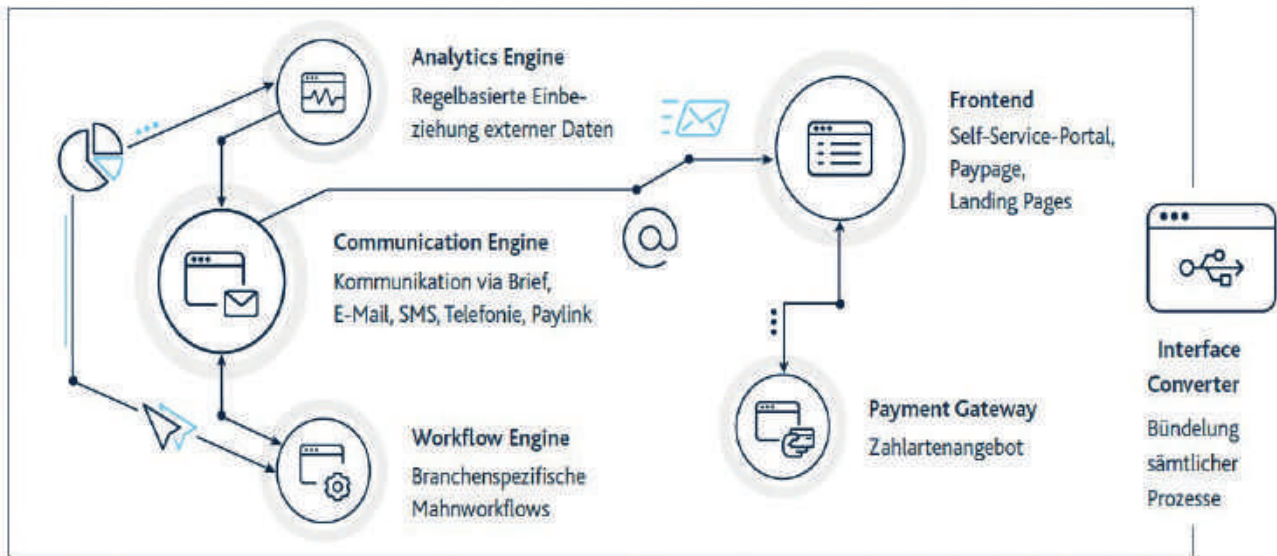 Analytics Engine
Regelbasierte Einbe-
ziehung externer Daten
Frontend
Self-Service-Portal,
Paypage,
Landing Pages
Communication Engine
Kommunikation via Brief,
E-Mail, SMS, Telefonie, Paylink
@
Interface
Converter
Bündelung
sämtlicher
Prozesse
Payment Gateway
Zahlartenangebot
Workflow Engine
Branchenspezifische
Mahnworkflows